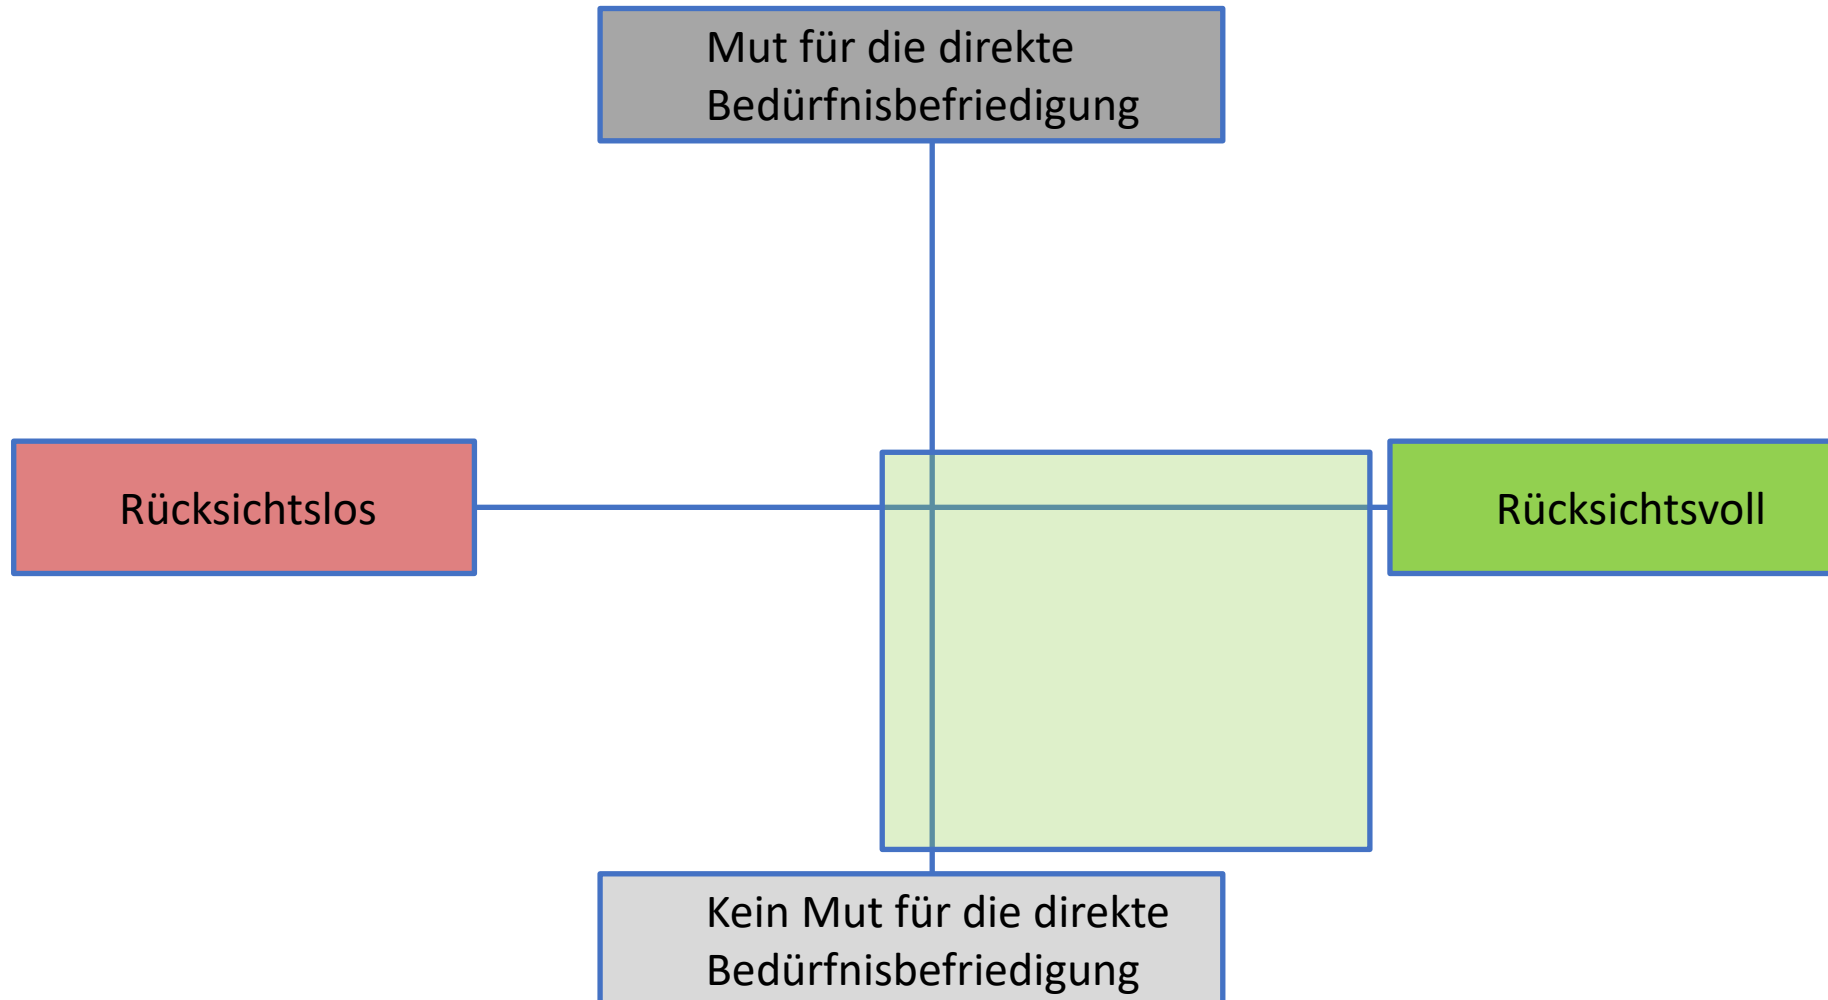 Mut für die direkte
Bedürfnisbefriedigung
Rücksichtslos
Rücksichtsvoll
Kein Mut für die direkte
Bedürfnisbefriedigung